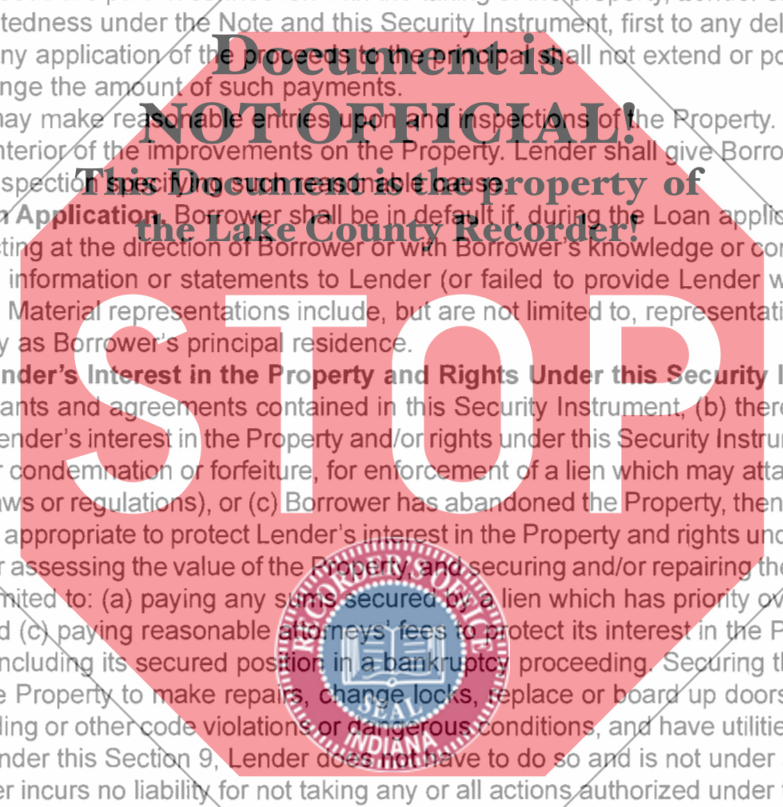 tedness under the Note and this Security Instrument, first to any de
ny application of the proceeds to the principal shall not extend or po
nge the amount of such payments.
may make reasonable entries upon and inspections of the Property.
nterior of the improvements on the Property. Lender shall give Borro
spection specifying such reasonable cause.
n Application. Borrower shall be in default if, during the Loan applic
ting at the direction of Borrower or with Borrower's knowledge or con
information or statements to Lender (or failed to provide Lender w
Material representations include, but are not limited to, representati
y as Borrower's principal residence.
nder's Interest in the Property and Rights Under this Security I
ants and agreements contained in this Security Instrument, (b) there
ender's interest in the Property and/or rights under this Security Instru
r condemnation or forfeiture, for enforcement of a lien which may atta
ws or regulations), or (c) Borrower has abandoned the Property, then
appropriate to protect Lender's interest in the Property and rights und
r assessing the value of the Property, and securing and/or repairing the
mited to: (a) paying any sums secured by a lien which has priority ov
d (c) paying reasonable attorneys' fees to protect its interest in the P
ncluding its secured position in a bankruptcy proceeding. Securing th
e Property to make repairs, change locks, replace or board up doors
ling or other code violations or dangerous conditions, and have utilitie
nder this Section 9, Lender does not have to do so and is not under
er incurs no liability for not taking any or all actions authorized under
Document is
NOT OFFICIAL!
This Document is the property of
the Lake County Recorder!
STOP
RECORDER'S OFFICE
SEAL
INDIANA